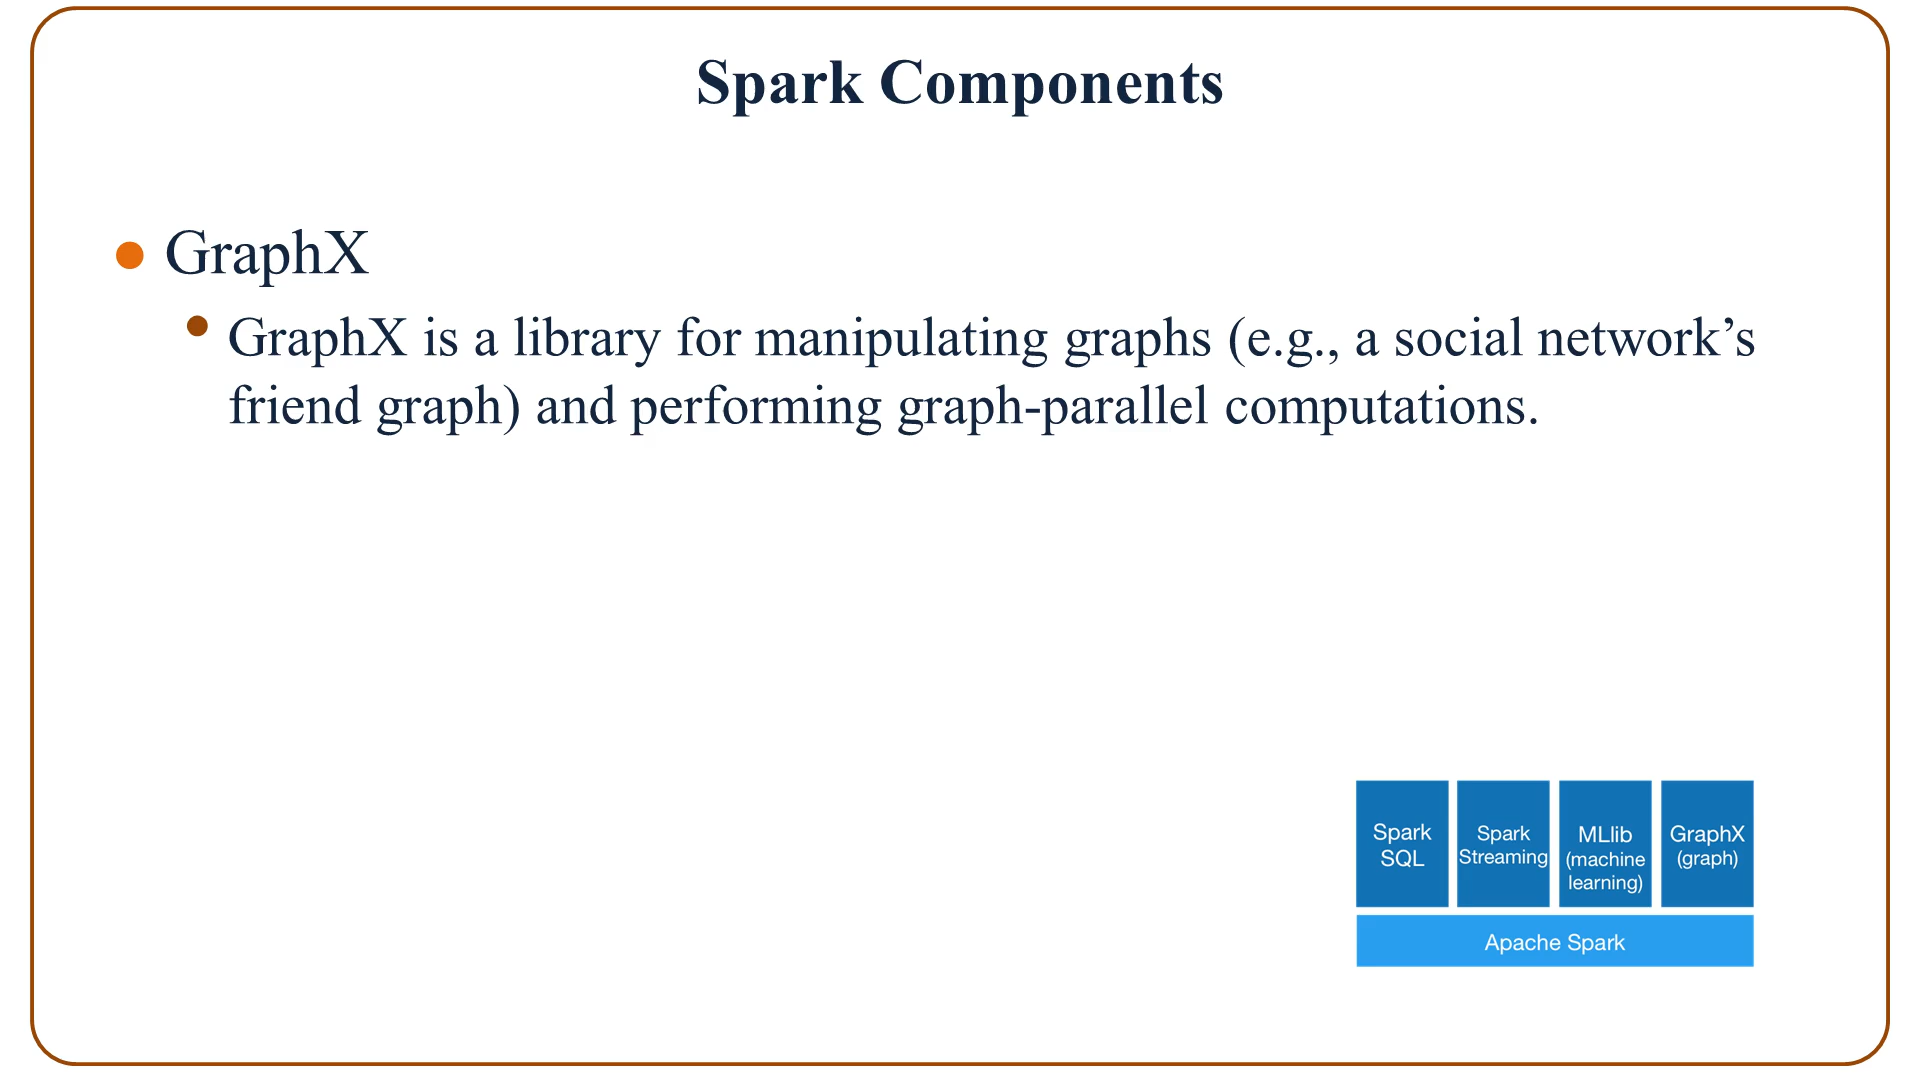 Spark Components
GraphX
GraphX is a library for manipulating graphs (e.g., a social network’s
friend graph) and performing graph-parallel computations.
Spark
SQL
Spark
Streaming
MLlib
(machine
learning)
GraphX
(graph)
Apache Spark